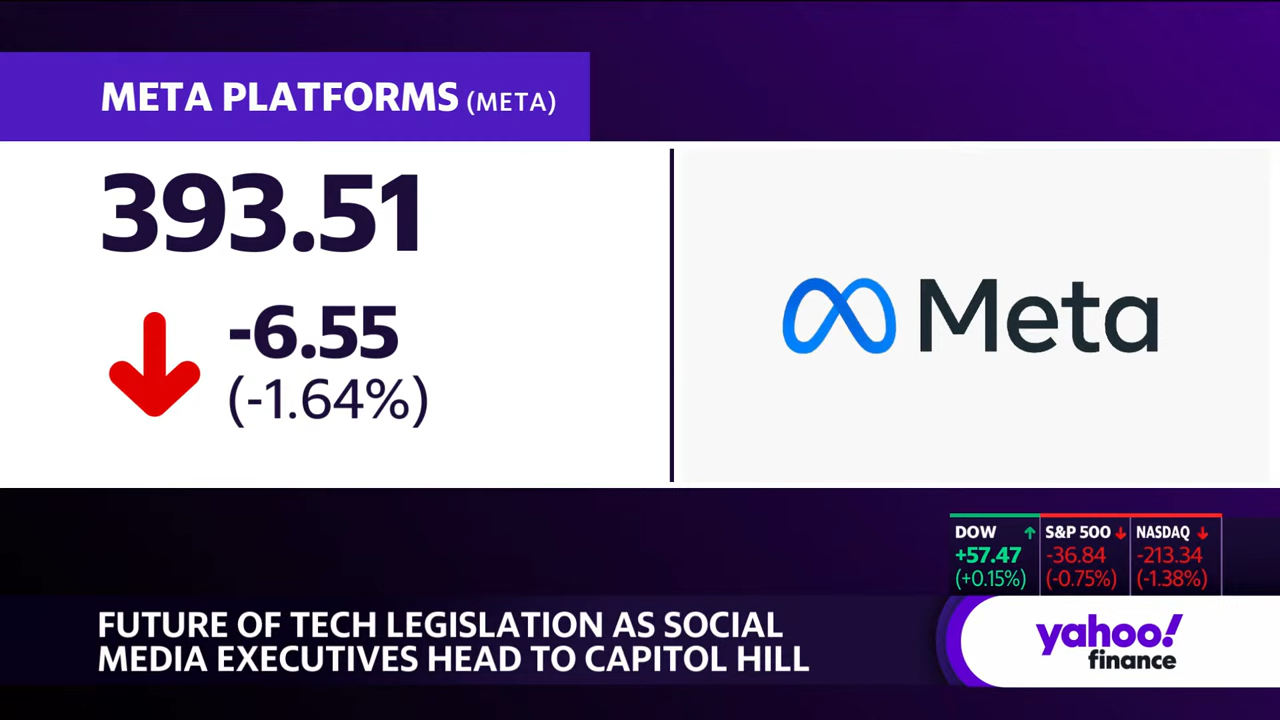 META PLATFORMS (META)
393.51
-6.55
(-1.64%)
Meta
DOW S&P 500 NASDAQ
+57.47 -36.84 -213.34
(+0.15%) (-0.75%) (-1.38%)
FUTURE OF TECH LEGISLATION AS SOCIAL
MEDIA EXECUTIVES HEAD TO CAPITOL HILL
yahoo!
finance